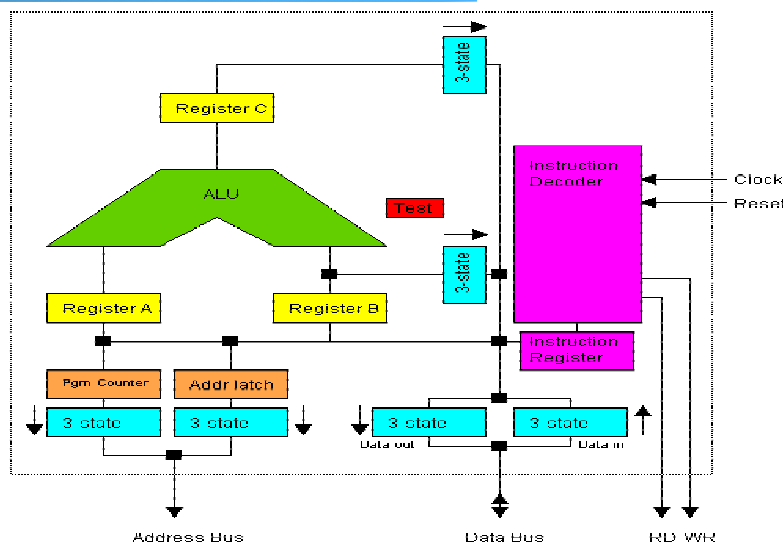 3-state
Register C
ALU
Instruction
Decoder
Clock
Reset
Test
3-state
Register A
Register B
Instruction
Register
Pgm Counter
Addr latch
3 state
3 state
3 state
3 state
Data out
Data in
Address Bus
Data Bus
RD WR